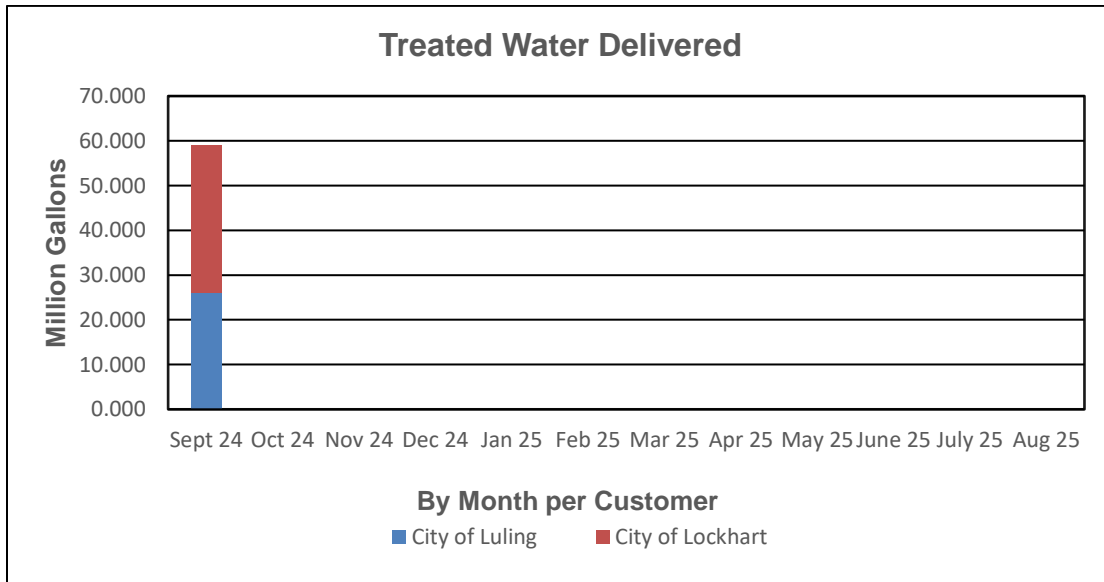 Treated Water Delivered
Million Gallons
70.000
60.000
50.000
40.000
30.000
20.000
10.000
0.000
Sept 24 Oct 24 Nov 24 Dec 24 Jan 25 Feb 25 Mar 25 Apr 25 May 25 June 25 July 25 Aug 25
By Month per Customer
City of Luling City of Lockhart